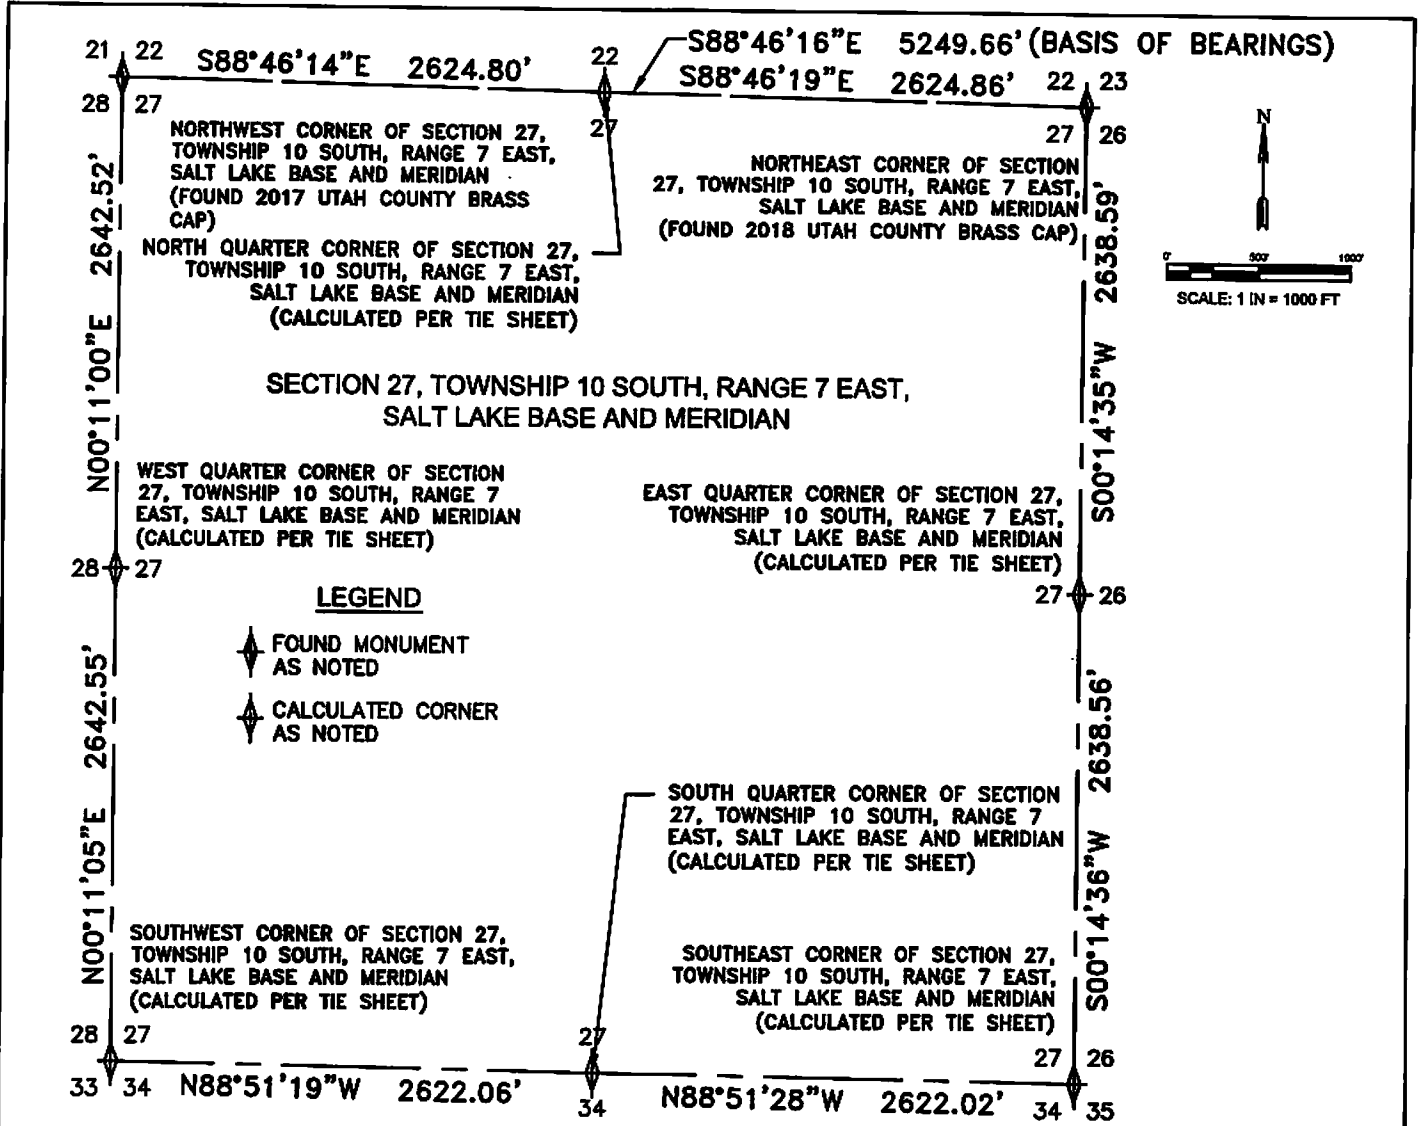 21 22 S88°46'14"E 2624.80' 22 S88°46'16"E 5249.66' (BASIS OF BEARINGS)
S88°46'19"E 2624.86' 22 23
28 27 27 27 26
NORTHWEST CORNER OF SECTION 27,
TOWNSHIP 10 SOUTH, RANGE 7 EAST,
SALT LAKE BASE AND MERIDIAN
(FOUND 2017 UTAH COUNTY BRASS
CAP)
NORTHEAST CORNER OF SECTION
27, TOWNSHIP 10 SOUTH, RANGE 7 EAST,
SALT LAKE BASE AND MERIDIAN
(FOUND 2018 UTAH COUNTY BRASS CAP)
N
0' 500' 1000'
SCALE: 1 IN = 1000 FT
NORTH QUARTER CORNER OF SECTION 27,
TOWNSHIP 10 SOUTH, RANGE 7 EAST,
SALT LAKE BASE AND MERIDIAN
(CALCULATED PER TIE SHEET)
N00°11'00"E 2642.52'
S00°14'35"W 2638.59'
SECTION 27, TOWNSHIP 10 SOUTH, RANGE 7 EAST,
SALT LAKE BASE AND MERIDIAN
WEST QUARTER CORNER OF SECTION
27, TOWNSHIP 10 SOUTH, RANGE 7
EAST, SALT LAKE BASE AND MERIDIAN
(CALCULATED PER TIE SHEET)
EAST QUARTER CORNER OF SECTION 27,
TOWNSHIP 10 SOUTH, RANGE 7 EAST,
SALT LAKE BASE AND MERIDIAN
(CALCULATED PER TIE SHEET)
28 27
27 26
LEGEND
FOUND MONUMENT
AS NOTED
CALCULATED CORNER
AS NOTED
N00°11'05"E 2642.55'
S00°14'36"W 2638.56'
SOUTH QUARTER CORNER OF SECTION
27, TOWNSHIP 10 SOUTH, RANGE 7
EAST, SALT LAKE BASE AND MERIDIAN
(CALCULATED PER TIE SHEET)
SOUTHWEST CORNER OF SECTION 27,
TOWNSHIP 10 SOUTH, RANGE 7 EAST,
SALT LAKE BASE AND MERIDIAN
(CALCULATED PER TIE SHEET)
SOUTHEAST CORNER OF SECTION 27,
TOWNSHIP 10 SOUTH, RANGE 7 EAST,
SALT LAKE BASE AND MERIDIAN
(CALCULATED PER TIE SHEET)
28 27 27 27 26
33 34 N88°51'19"W 2622.06' 34 N88°51'28"W 2622.02' 34 35